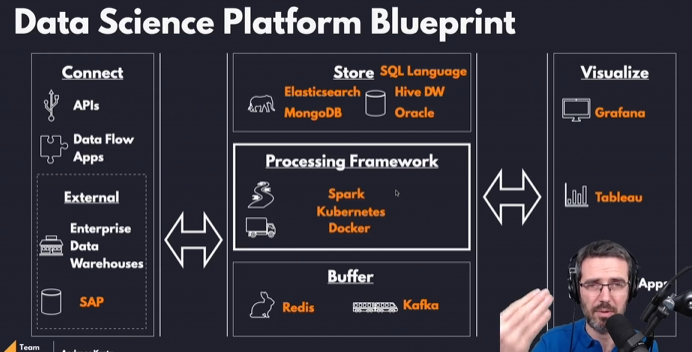 Data Science Platform Blueprint
Connect
APIs
Data Flow
Apps
External
Enterprise
Data
Warehouses
SAP
Store
SQL Language
Elasticsearch
Hive DW
MongoDB
Oracle
Processing Framework
Spark
Kubernetes
Docker
Buffer
Redis
Kafka
Visualize
Grafana
Tableau
Apps
Team